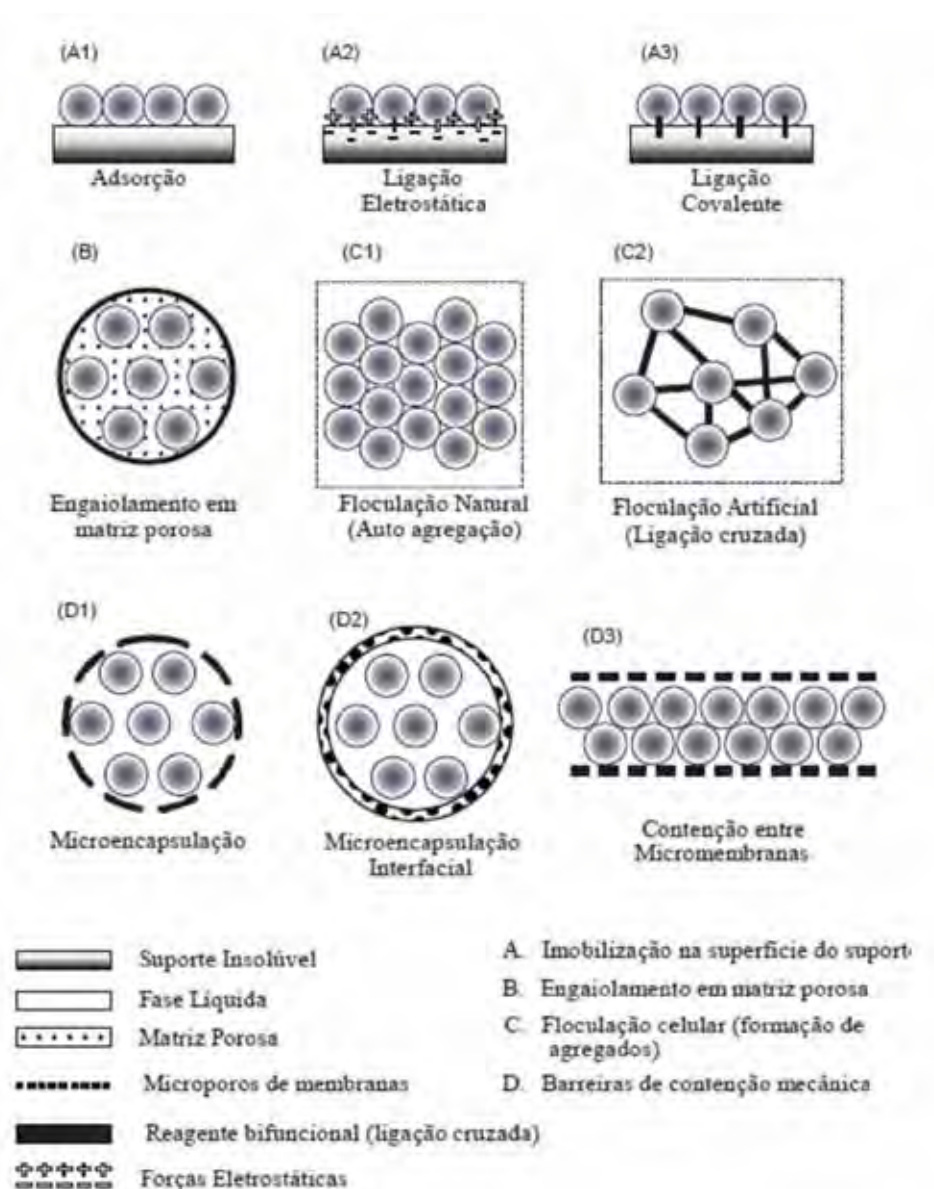 (A1)
(A2)
(A3)
Adsorção
Ligação
Eletrostática
Ligação
Covalente
(B)
(C1)
(C2)
Engaiolamento em
matriz porosa
Floculação Natural
(Auto agregação)
Floculação Artificial
(Ligação cruzada)
(D1)
(D2)
(D3)
Microencapsulação
Microencapsulação
Interfacial
Contenção entre
Micromembranas
Suporte Insolúvel
Fase Líquida
Matriz Porosa
Microporos de membranas
Reagente bifuncional (ligação cruzada)
Forças Eletrostáticas
A. Imobilização na superfície do suport
B. Engaiolamento em matriz porosa
C. Floculação celular (formação de
agregados)
D. Barreiras de contenção mecânica